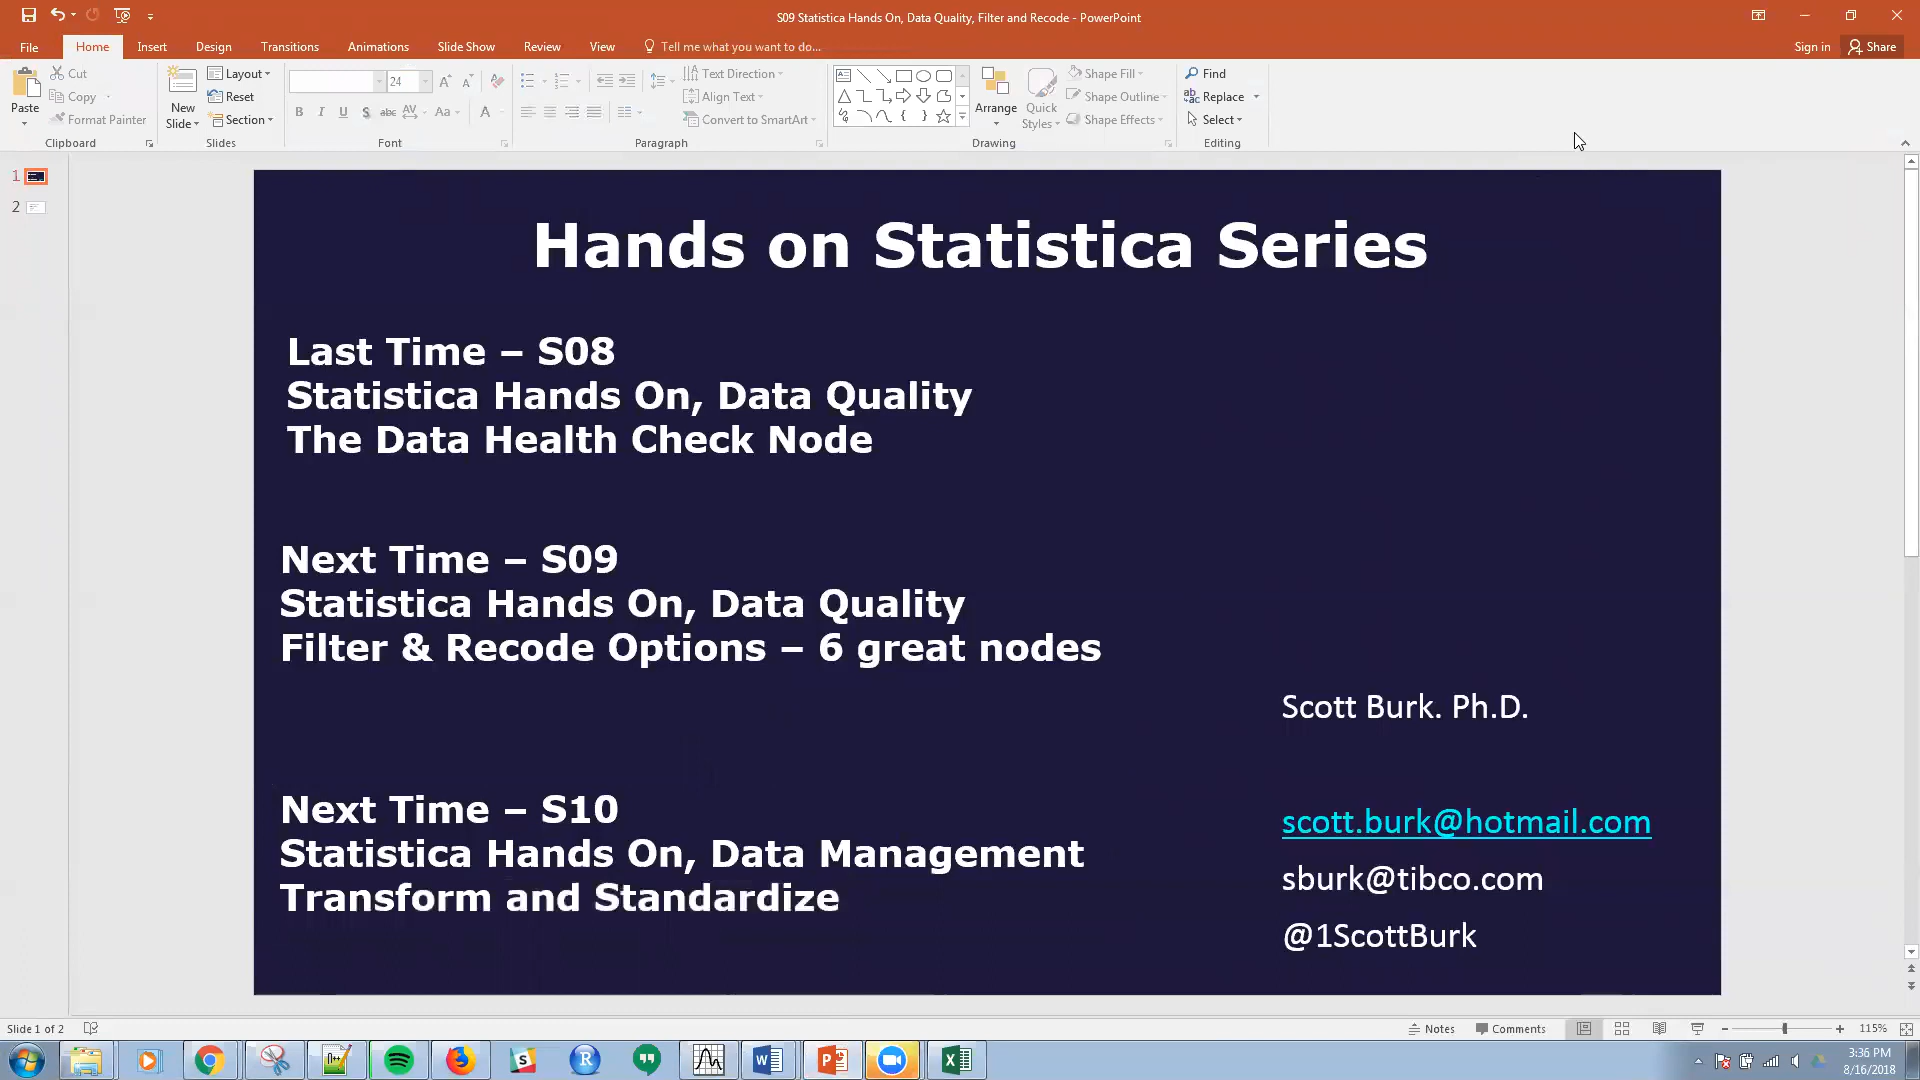 S09 Statistica Hands On, Data Quality, Filter and Recode - PowerPoint
File
Home
Insert
Design
Transitions
Animations
Slide Show
Review
View
Tell me what you want to do...
Sign in
Share
Paste
Cut
Copy
Format Painter
Clipboard
New
Slide
Layout
Reset
Section
Slides
24
B I U S abc AV Aa A
Font
Text Direction
Align Text
Convert to SmartArt
Paragraph
Arrange
Quick
Styles
Shape Fill
Shape Outline
Shape Effects
Drawing
Find
Replace
Select
Editing
1
2
Hands on Statistica Series
Last Time – S08
Statistica Hands On, Data Quality
The Data Health Check Node
Next Time – S09
Statistica Hands On, Data Quality
Filter & Recode Options – 6 great nodes
Next Time – S10
Statistica Hands On, Data Management
Transform and Standardize
Scott Burk. Ph.D.
scott.burk@hotmail.com
sburk@tibco.com
@1ScottBurk
Slide 1 of 2
Notes
Comments
115%
3:36 PM
8/16/2018